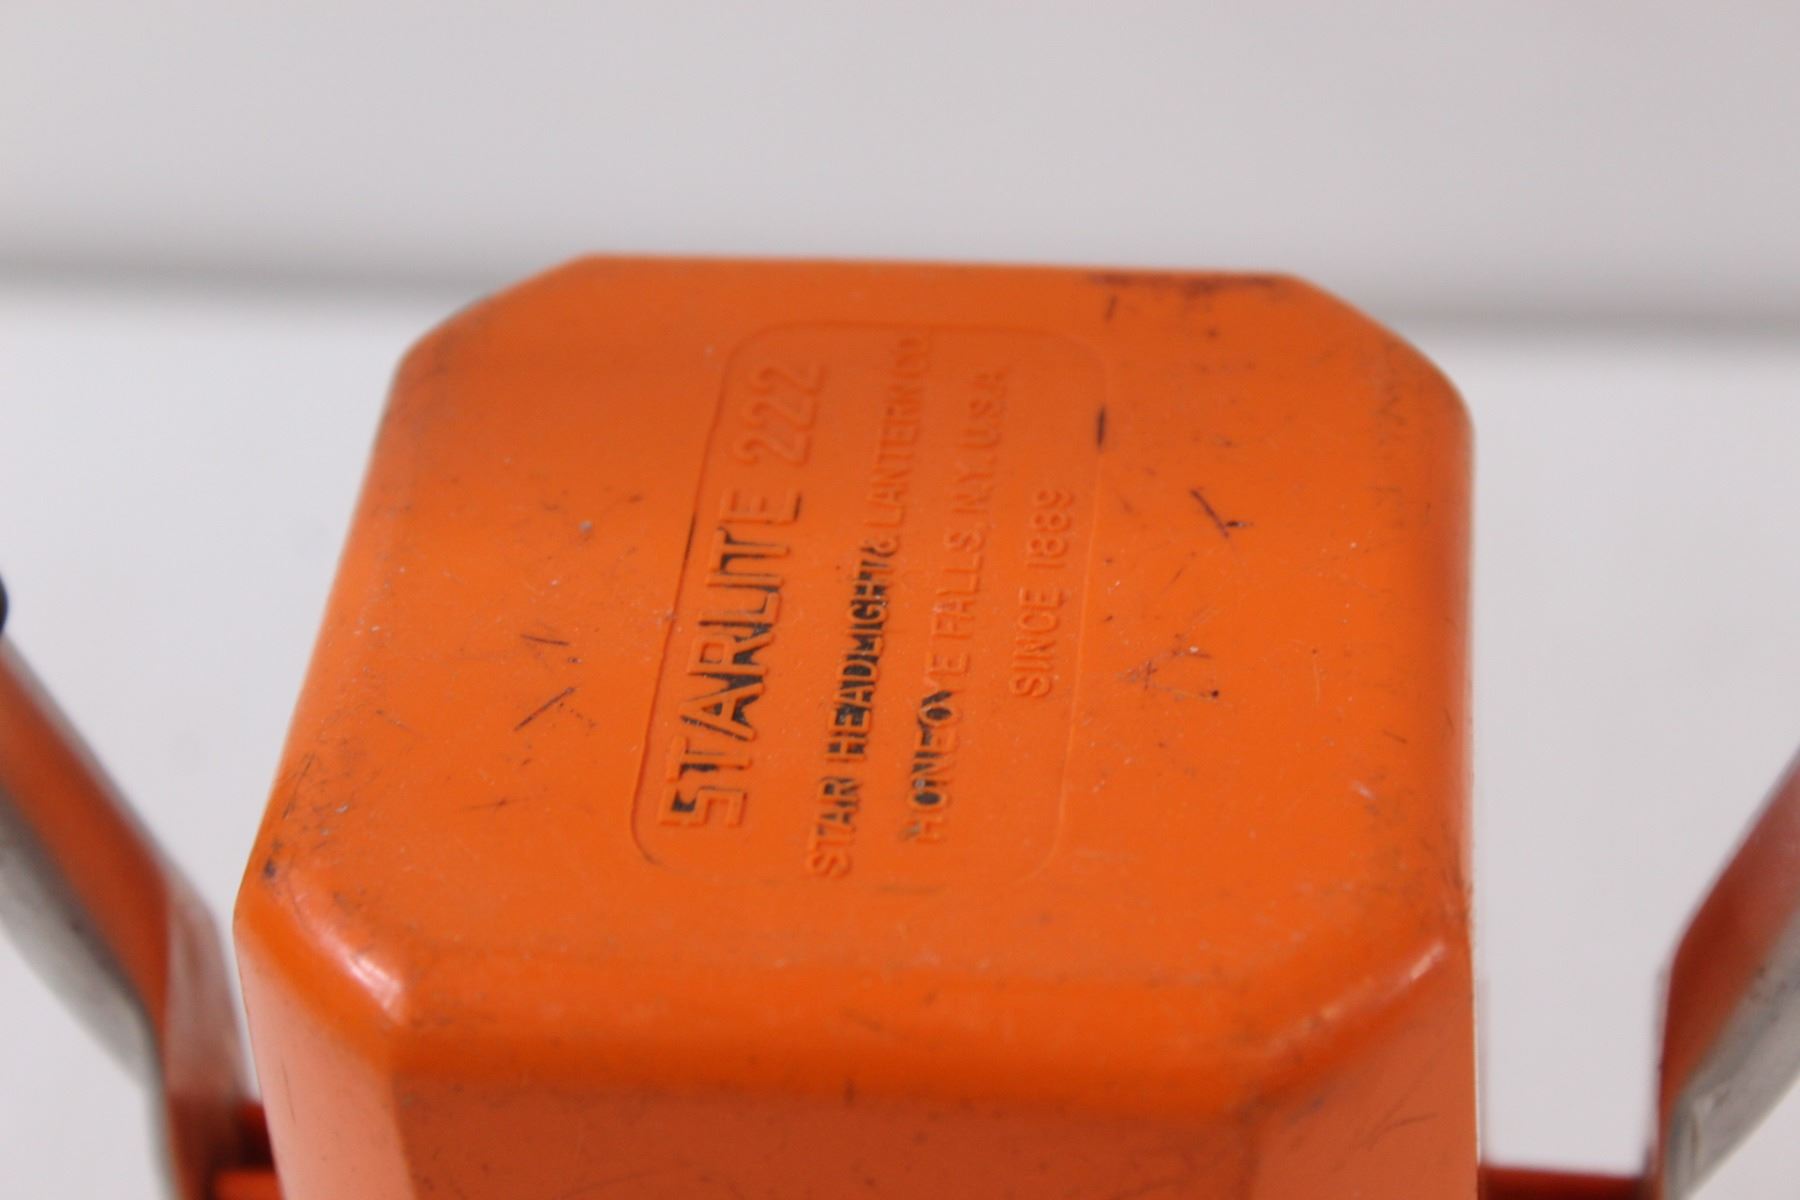 STARLITE 222
STAR HEADLIGHT & LANTERN CO.
HONEOYE FALLS, N.Y. U.S.A.
SINCE 1889